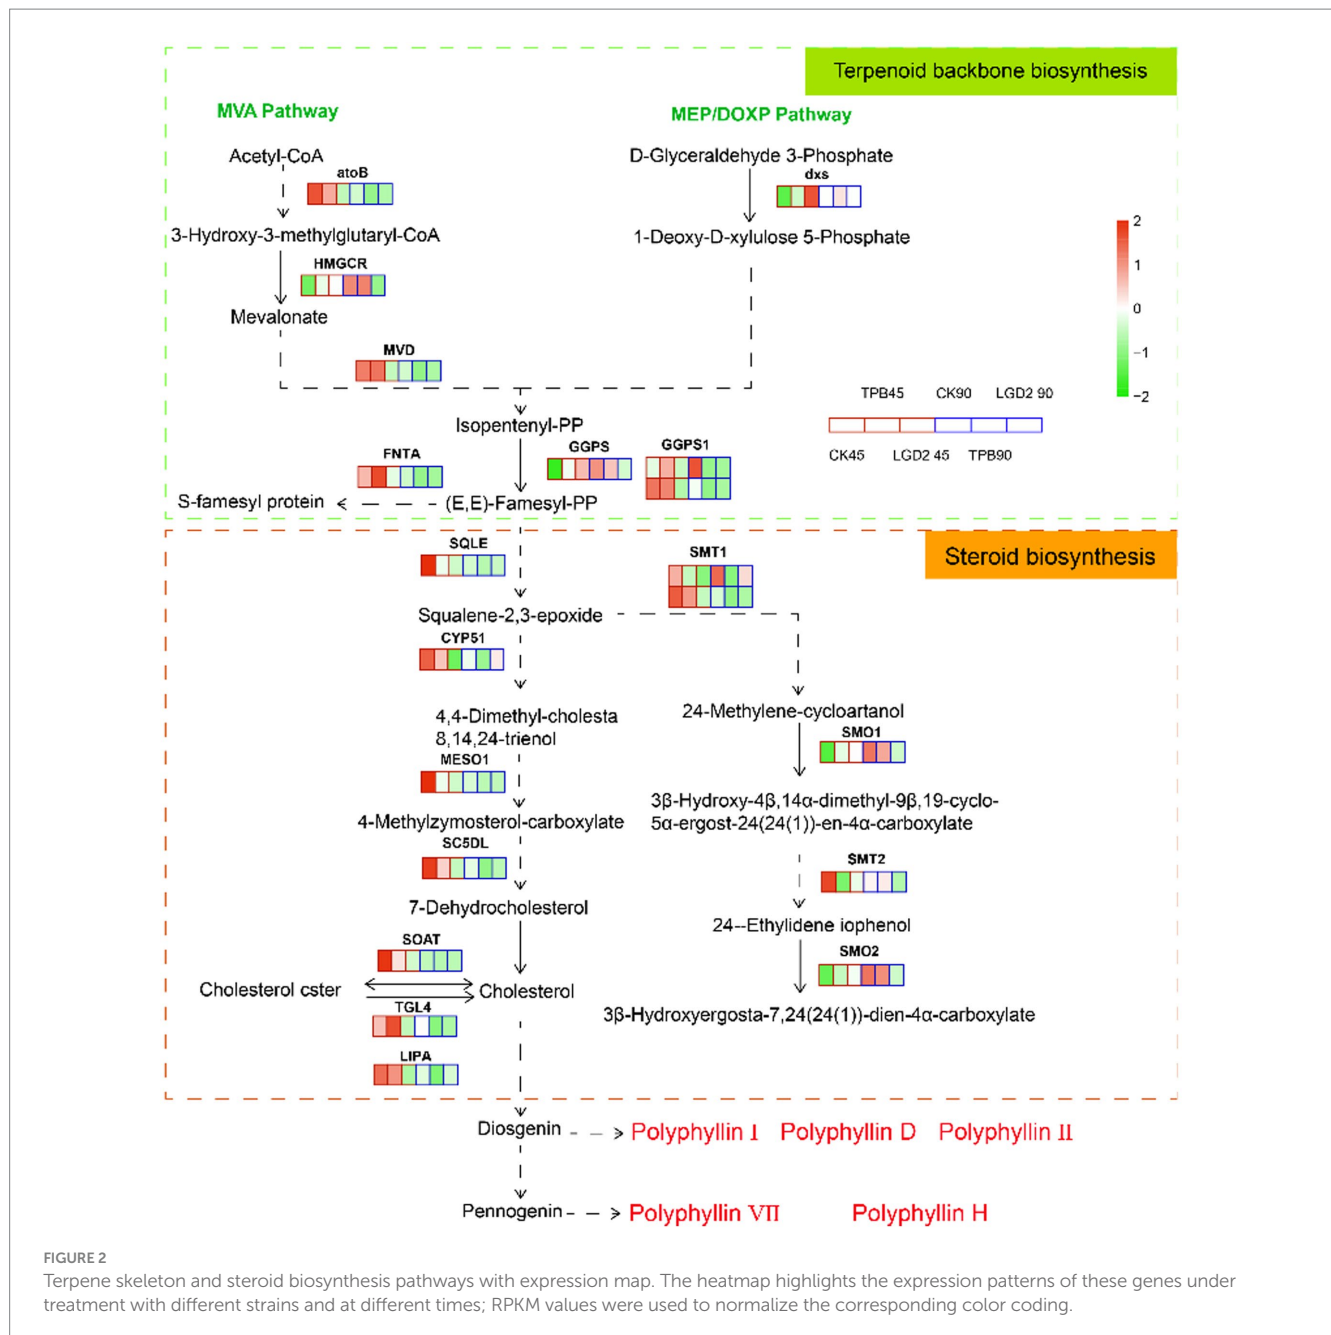 Terpenoid backbone biosynthesis
MVA Pathway
MEP/DOXP Pathway
Acetyl-CoA
D-Glyceraldehyde 3-Phosphate
atoB
dxs
3-Hydroxy-3-methylglutaryl-CoA
1-Deoxy-D-xylulose 5-Phosphate
HMGCR
Mevalonate
MVD
2
1
0
−1
−2
TPB45 CK90 LGD2 90
CK45 LGD2 45 TPB90
Isopentenyl-PP
FNTA
GGPS
GGPS1
S-famesyl protein
(E,E)-Famesyl-PP
Steroid biosynthesis
SQLE
SMT1
Squalene-2,3-epoxide
CYP51
4,4-Dimethyl-cholesta
8,14,24-trienol
24-Methylene-cycloartanol
SMO1
MESO1
3β-Hydroxy-4β,14α-dimethyl-9β,19-cyclo-
5α-ergost-24(24(1))-en-4α-carboxylate
4-Methylzymosterol-carboxylate
SC5DL
SMT2
7-Dehydrocholesterol
24--Ethylidene iophenol
SOAT
SMO2
Cholesterol cster
Cholesterol
TGL4
3β-Hydroxyergosta-7,24(24(1))-dien-4α-carboxylate
LIPA
Diosgenin
Polyphyllin I Polyphyllin D Polyphyllin II
Pennogenin
Polyphyllin VII Polyphyllin H
FIGURE 2
Terpene skeleton and steroid biosynthesis pathways with expression map. The heatmap highlights the expression patterns of these genes under
treatment with different strains and at different times; RPKM values were used to normalize the corresponding color coding.